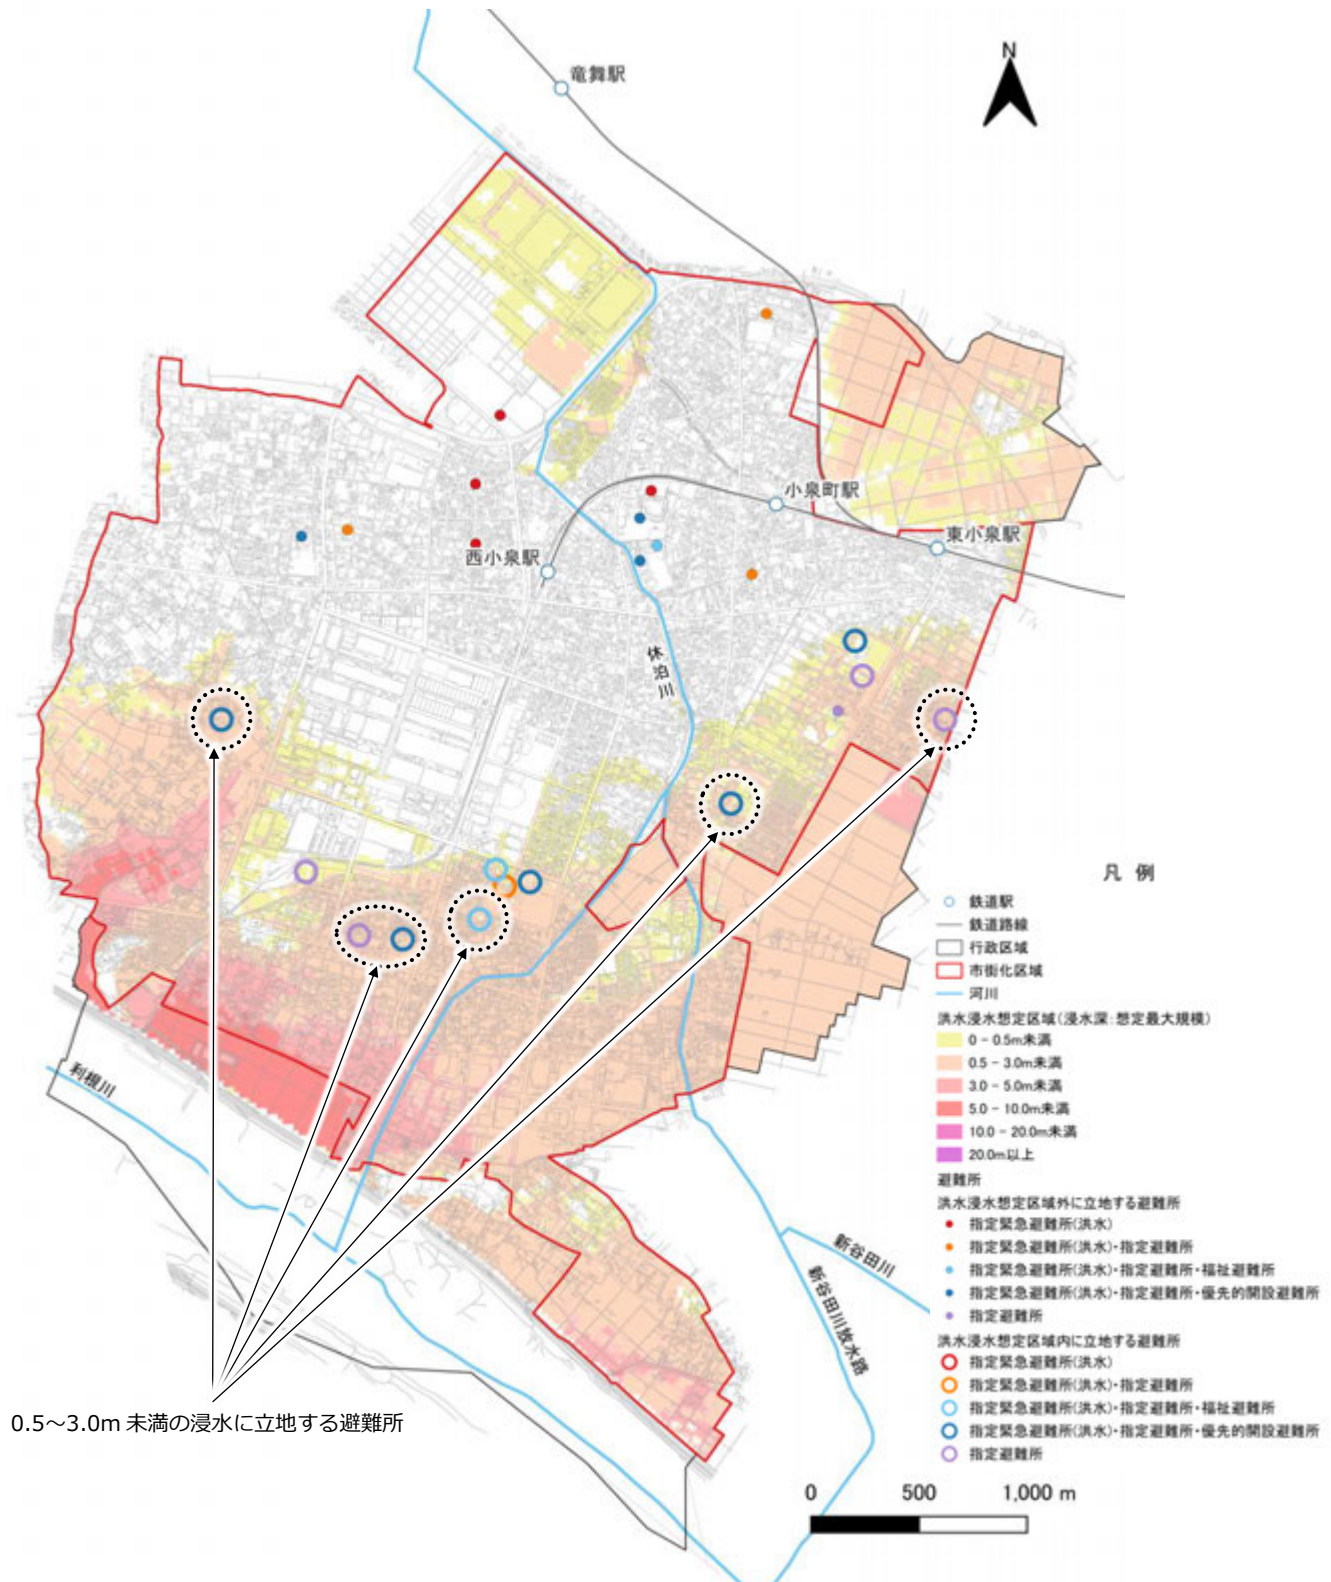 N
竜舞駅
小泉町駅
東小泉駅
西小泉駅
休泊川
利根川
新谷田川
新谷田川放水路
0.5～3.0m 未満の浸水に立地する避難所
凡 例
鉄道駅
鉄道路線
行政区域
市街化区域
河川
洪水浸水想定区域(浸水深：想定最大規模)
0 - 0.5m未満
0.5 - 3.0m未満
3.0 - 5.0m未満
5.0 - 10.0m未満
10.0 - 20.0m未満
20.0m以上
避難所
洪水浸水想定区域外に立地する避難所
指定緊急避難所(洪水)
指定緊急避難所(洪水)・指定避難所
指定緊急避難所(洪水)・指定避難所・福祉避難所
指定緊急避難所(洪水)・指定避難所・優先的開設避難所
指定避難所
洪水浸水想定区域内に立地する避難所
指定緊急避難所(洪水)
指定緊急避難所(洪水)・指定避難所
指定緊急避難所(洪水)・指定避難所・福祉避難所
指定緊急避難所(洪水)・指定避難所・優先的開設避難所
指定避難所
0 500 1,000 m